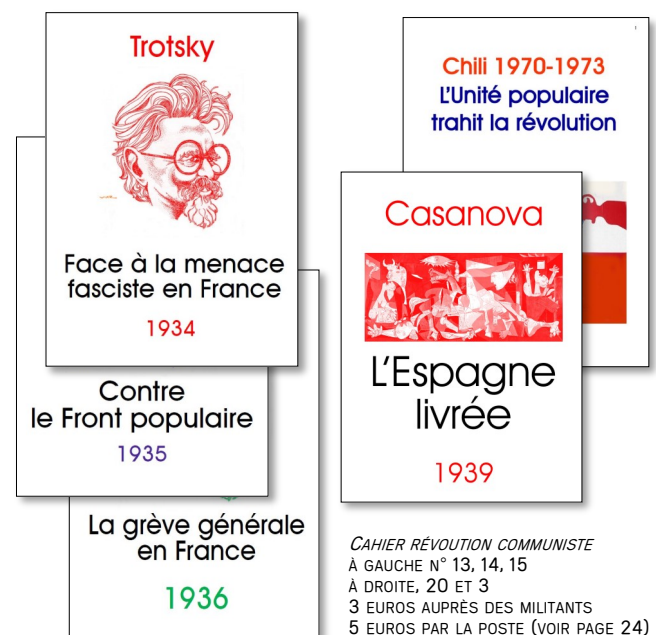 Trotsky
Face à la menace
fasciste en France
1934
Contre
le Front populaire
1935
La grève générale
en France
1936
Chili 1970-1973
L'Unité populaire
trahit la révolution
Casanova
L'Espagne
livrée
1939
CAHIER RÉVOUTION COMMUNISTE
À GAUCHE N° 13, 14, 15
À DROITE, 20 ET 3
3 EUROS AUPRÈS DES MILITANTS
5 EUROS PAR LA POSTE (VOIR PAGE 24)